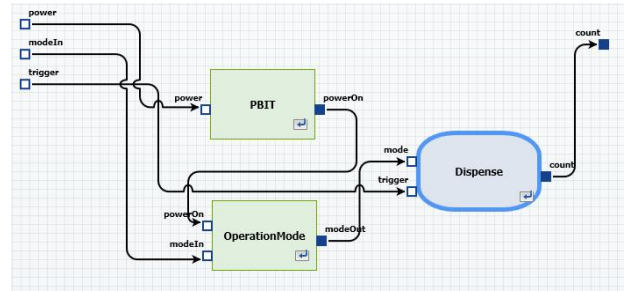 power
modeIn
trigger
count
power
PBIT
powerOn
mode
trigger
Dispense
count
powerOn
modeIn
OperationMode
modeOut